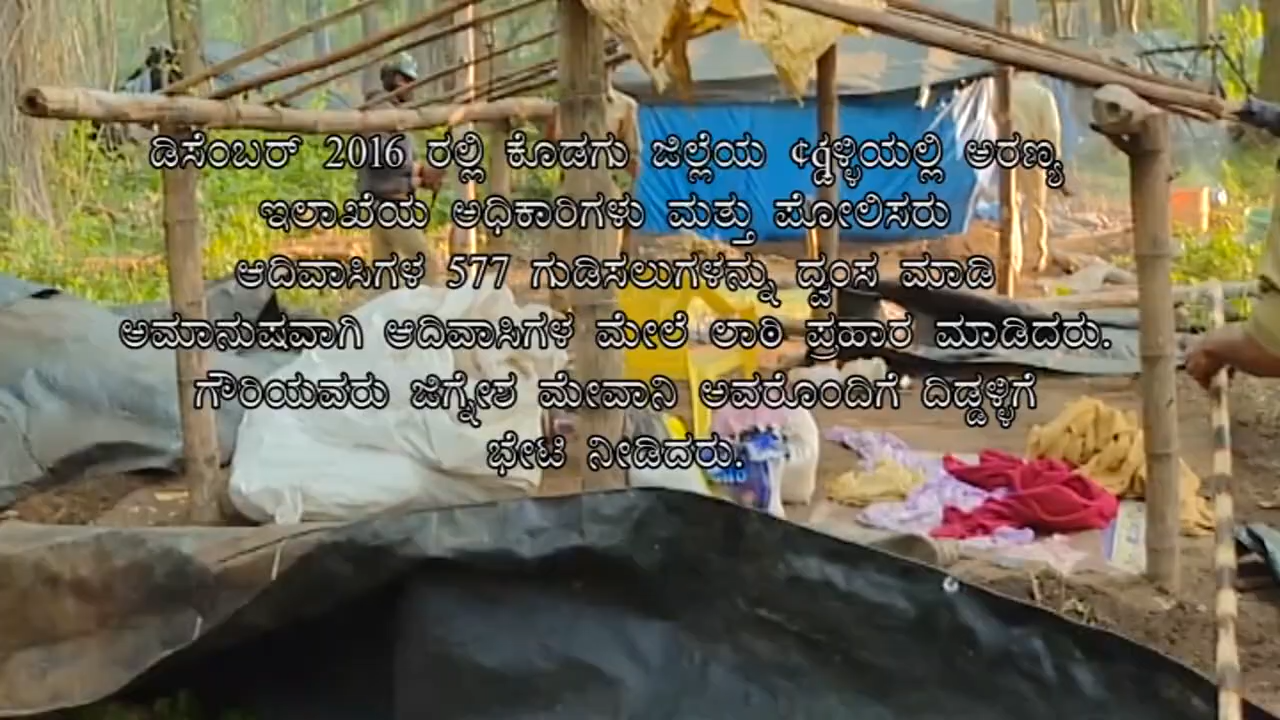 ಡಿಸೆಂಬರ್ 2016 ರಲ್ಲಿ ಕೊಡಗು ಜಿಲ್ಲೆಯ ¢ದ್ದಳ್ಳಿಯಲ್ಲಿ ಅರಣ್ಯ
ಇಲಾಖೆಯ ಅಧಿಕಾರಿಗಳು ಮತ್ತು ಪೋಲಿಸರು
ಆದಿವಾಸಿಗಳ 577 ಗುಡಿಸಲುಗಳನ್ನು ದ್ವಂಸ ಮಾಡಿ
ಅಮಾನುಷವಾಗಿ ಆದಿವಾಸಿಗಳ ಮೇಲೆ ಲಾಠಿ ಪ್ರಹಾರ ಮಾಡಿದರು.
ಗೌರಿಯವರು ಜಿಗ್ನೇಶ ಮೇವಾನಿ ಅವರೊಂದಿಗೆ ದಿಡ್ಡಳ್ಳಿಗೆ
ಭೇಟಿ ನೀಡಿದರು.